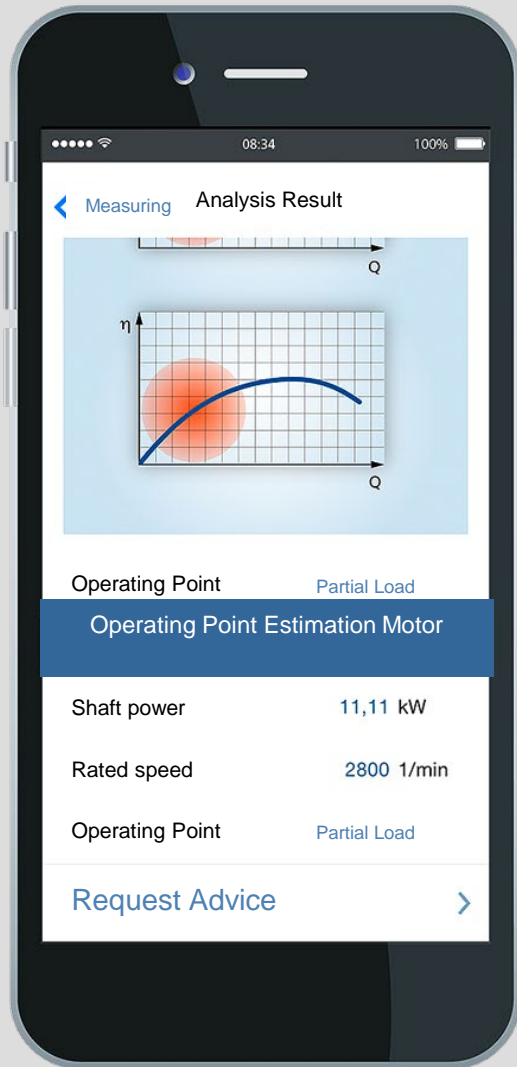 08:34
100%
Measuring Analysis Result
Q
η
Q
Operating Point Partial Load
Operating Point Estimation Motor
Shaft power 11,11 kW
Rated speed 2800 1/min
Operating Point Partial Load
Request Advice